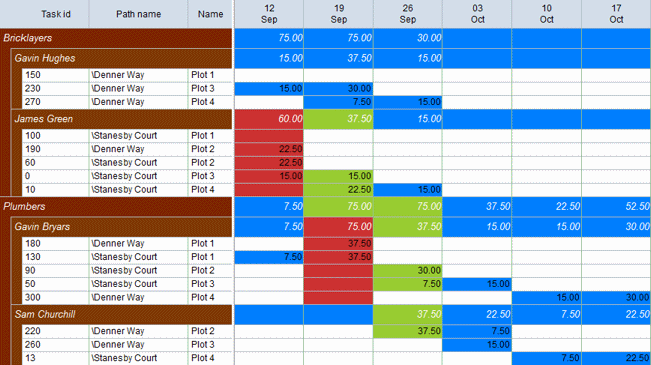 Task id Path name Name 12 Sep 19 Sep 26 Sep 03 Oct 10 Oct 17 Oct
Bricklayers 75.00 75.00 30.00
Gavin Hughes 15.00 37.50 15.00
150 \Denner Way Plot 1
230 \Denner Way Plot 3 15.00 30.00
270 \Denner Way Plot 4 7.50 15.00
James Green 60.00 37.50 15.00
100 \Stanesby Court Plot 1
190 \Denner Way Plot 2 22.50
60 \Stanesby Court Plot 2 22.50
0 \Stanesby Court Plot 3 15.00 15.00
10 \Stanesby Court Plot 4 22.50 15.00
Plumbers 7.50 75.00 75.00 37.50 22.50 52.50
Gavin Bryars 7.50 75.00 37.50 15.00 15.00 30.00
180 \Denner Way Plot 1 37.50
130 \Stanesby Court Plot 1 7.50 37.50
90 \Stanesby Court Plot 2 30.00
50 \Stanesby Court Plot 3 7.50 15.00
300 \Denner Way Plot 4 15.00 30.00
Sam Churchill 37.50 22.50 7.50 22.50
220 \Denner Way Plot 2 37.50 7.50
260 \Denner Way Plot 3 15.00
13 \Stanesby Court Plot 4 7.50 22.50